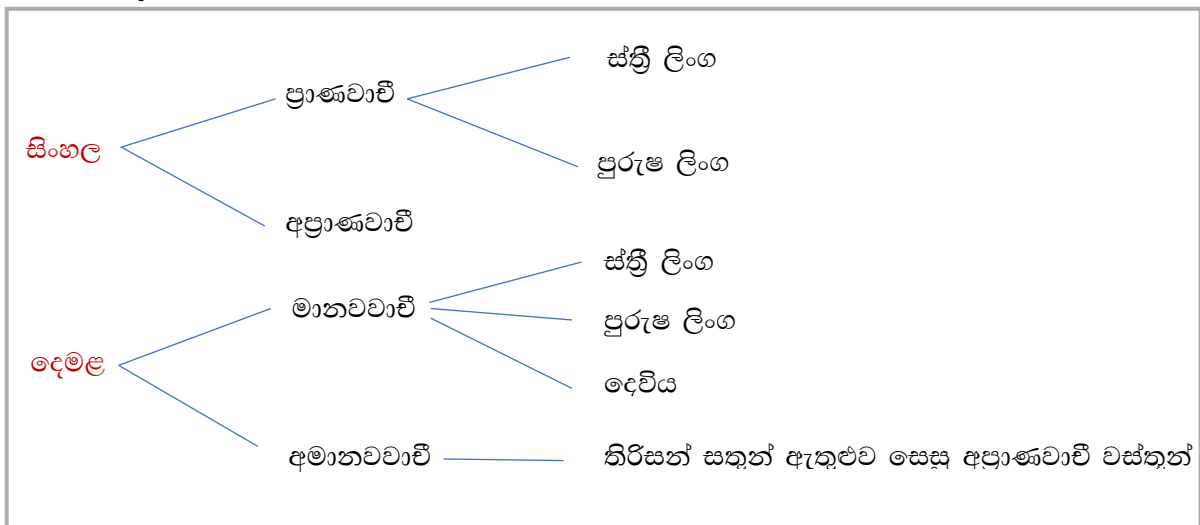 ස්ත්‍රී ලිංග
ප්‍රාණවාචී
සිංහල
පුරුෂ ලිංග
අප්‍රාණවාචී
ස්ත්‍රී ලිංග
මානවවාචී
පුරුෂ ලිංග
දෙමළ
දෙවිය
අමානවවාචී
තිරිසන් සතුන් ඇතුළුව සෙසු අප්‍රාණවාචී වස්තූන්